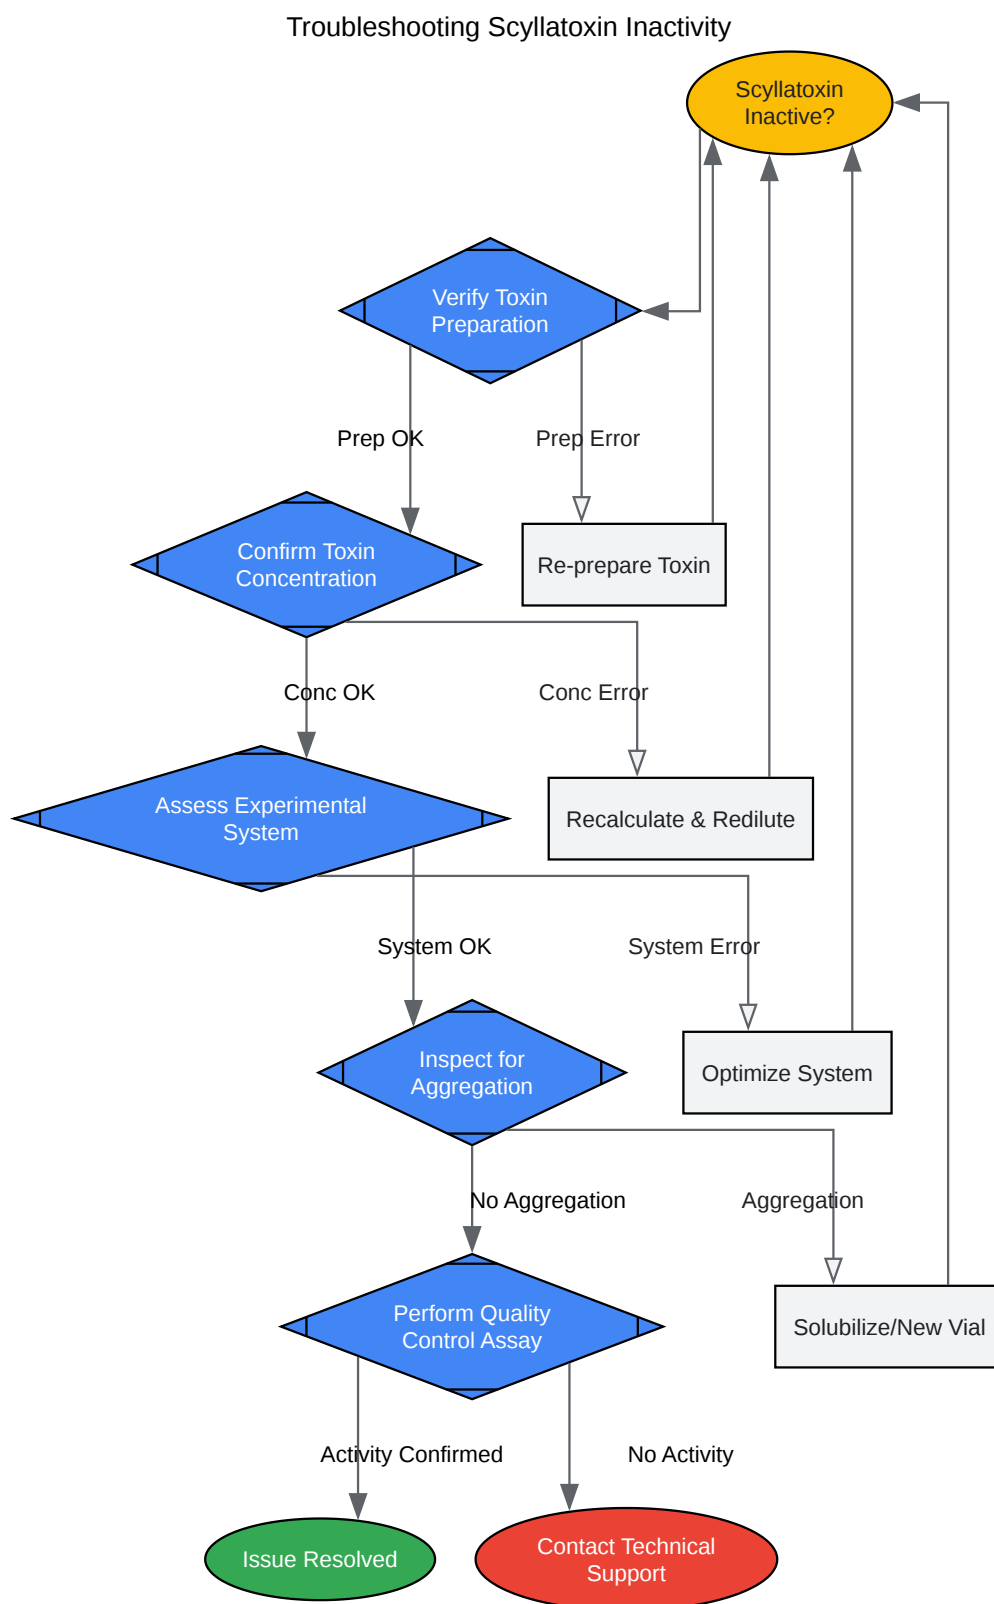 Troubleshooting Scyllatoxin Inactivity
Scyllatoxin
Inactive?
Verify Toxin
Preparation
Prep OK
Prep Error
Confirm Toxin
Concentration
Re-prepare Toxin
Conc OK
Conc Error
Assess Experimental
System
Recalculate & Redilute
System OK
System Error
Inspect for
Aggregation
Optimize System
No Aggregation
Aggregation
Perform Quality
Control Assay
Solubilize/New Vial
Activity Confirmed
No Activity
Issue Resolved
Contact Technical
Support